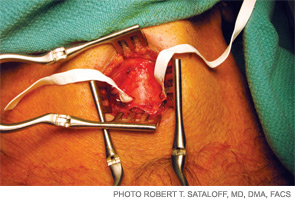 PHOTO ROBERT T. SATALOFF, MD, DMA, FACS